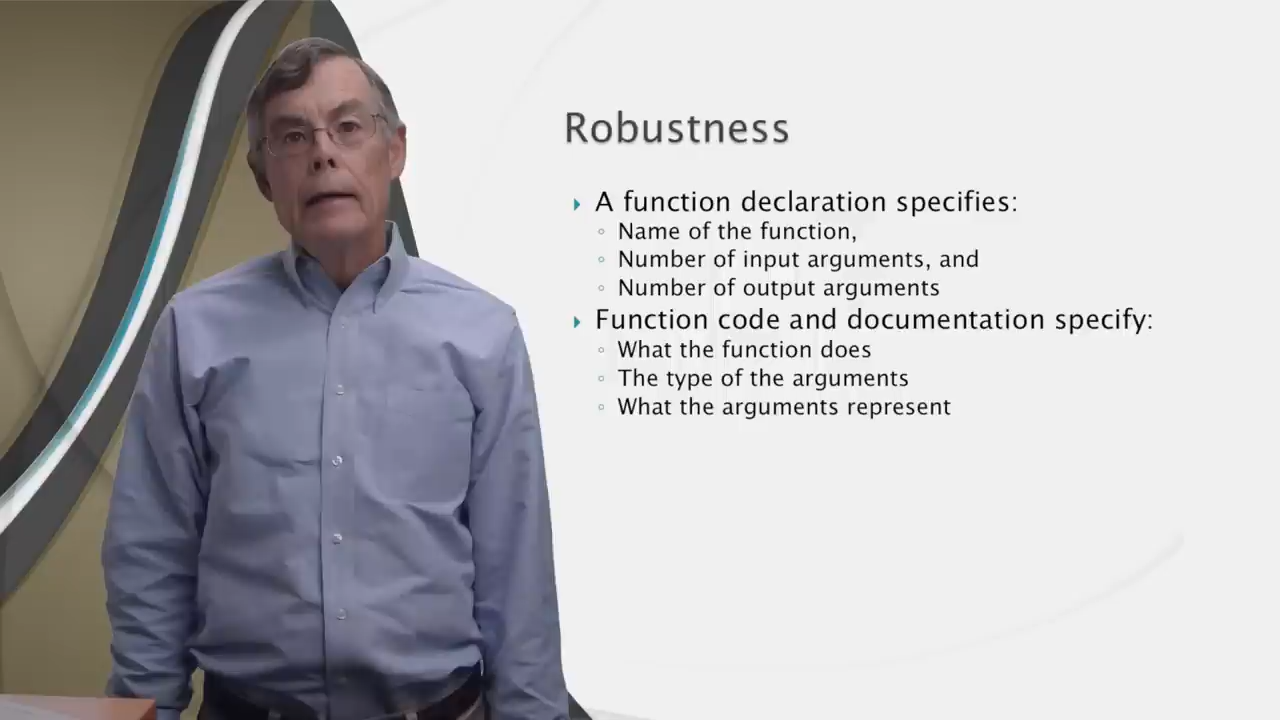 Robustness
A function declaration specifies:
Name of the function,
Number of input arguments, and
Number of output arguments
Function code and documentation specify:
What the function does
The type of the arguments
What the arguments represent